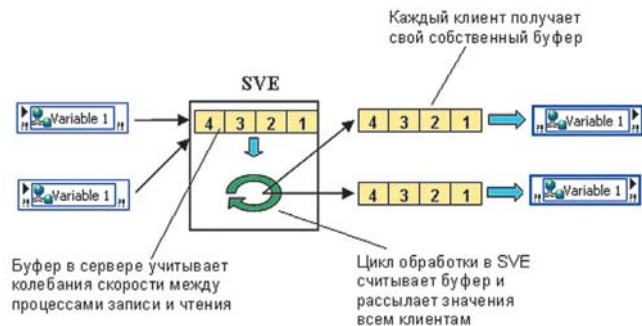 Каждый клиент получает
свой собственный буфер
SVE
Variable 1
4 3 2 1
4 3 2 1
Variable 1
Variable 1
4 3 2 1
Variable 1
Буфер в сервере учитывает
колебания скорости между
процессами записи и чтения
Цикл обработки в SVE
считывает буфер и
рассылает значения
всем клиентам